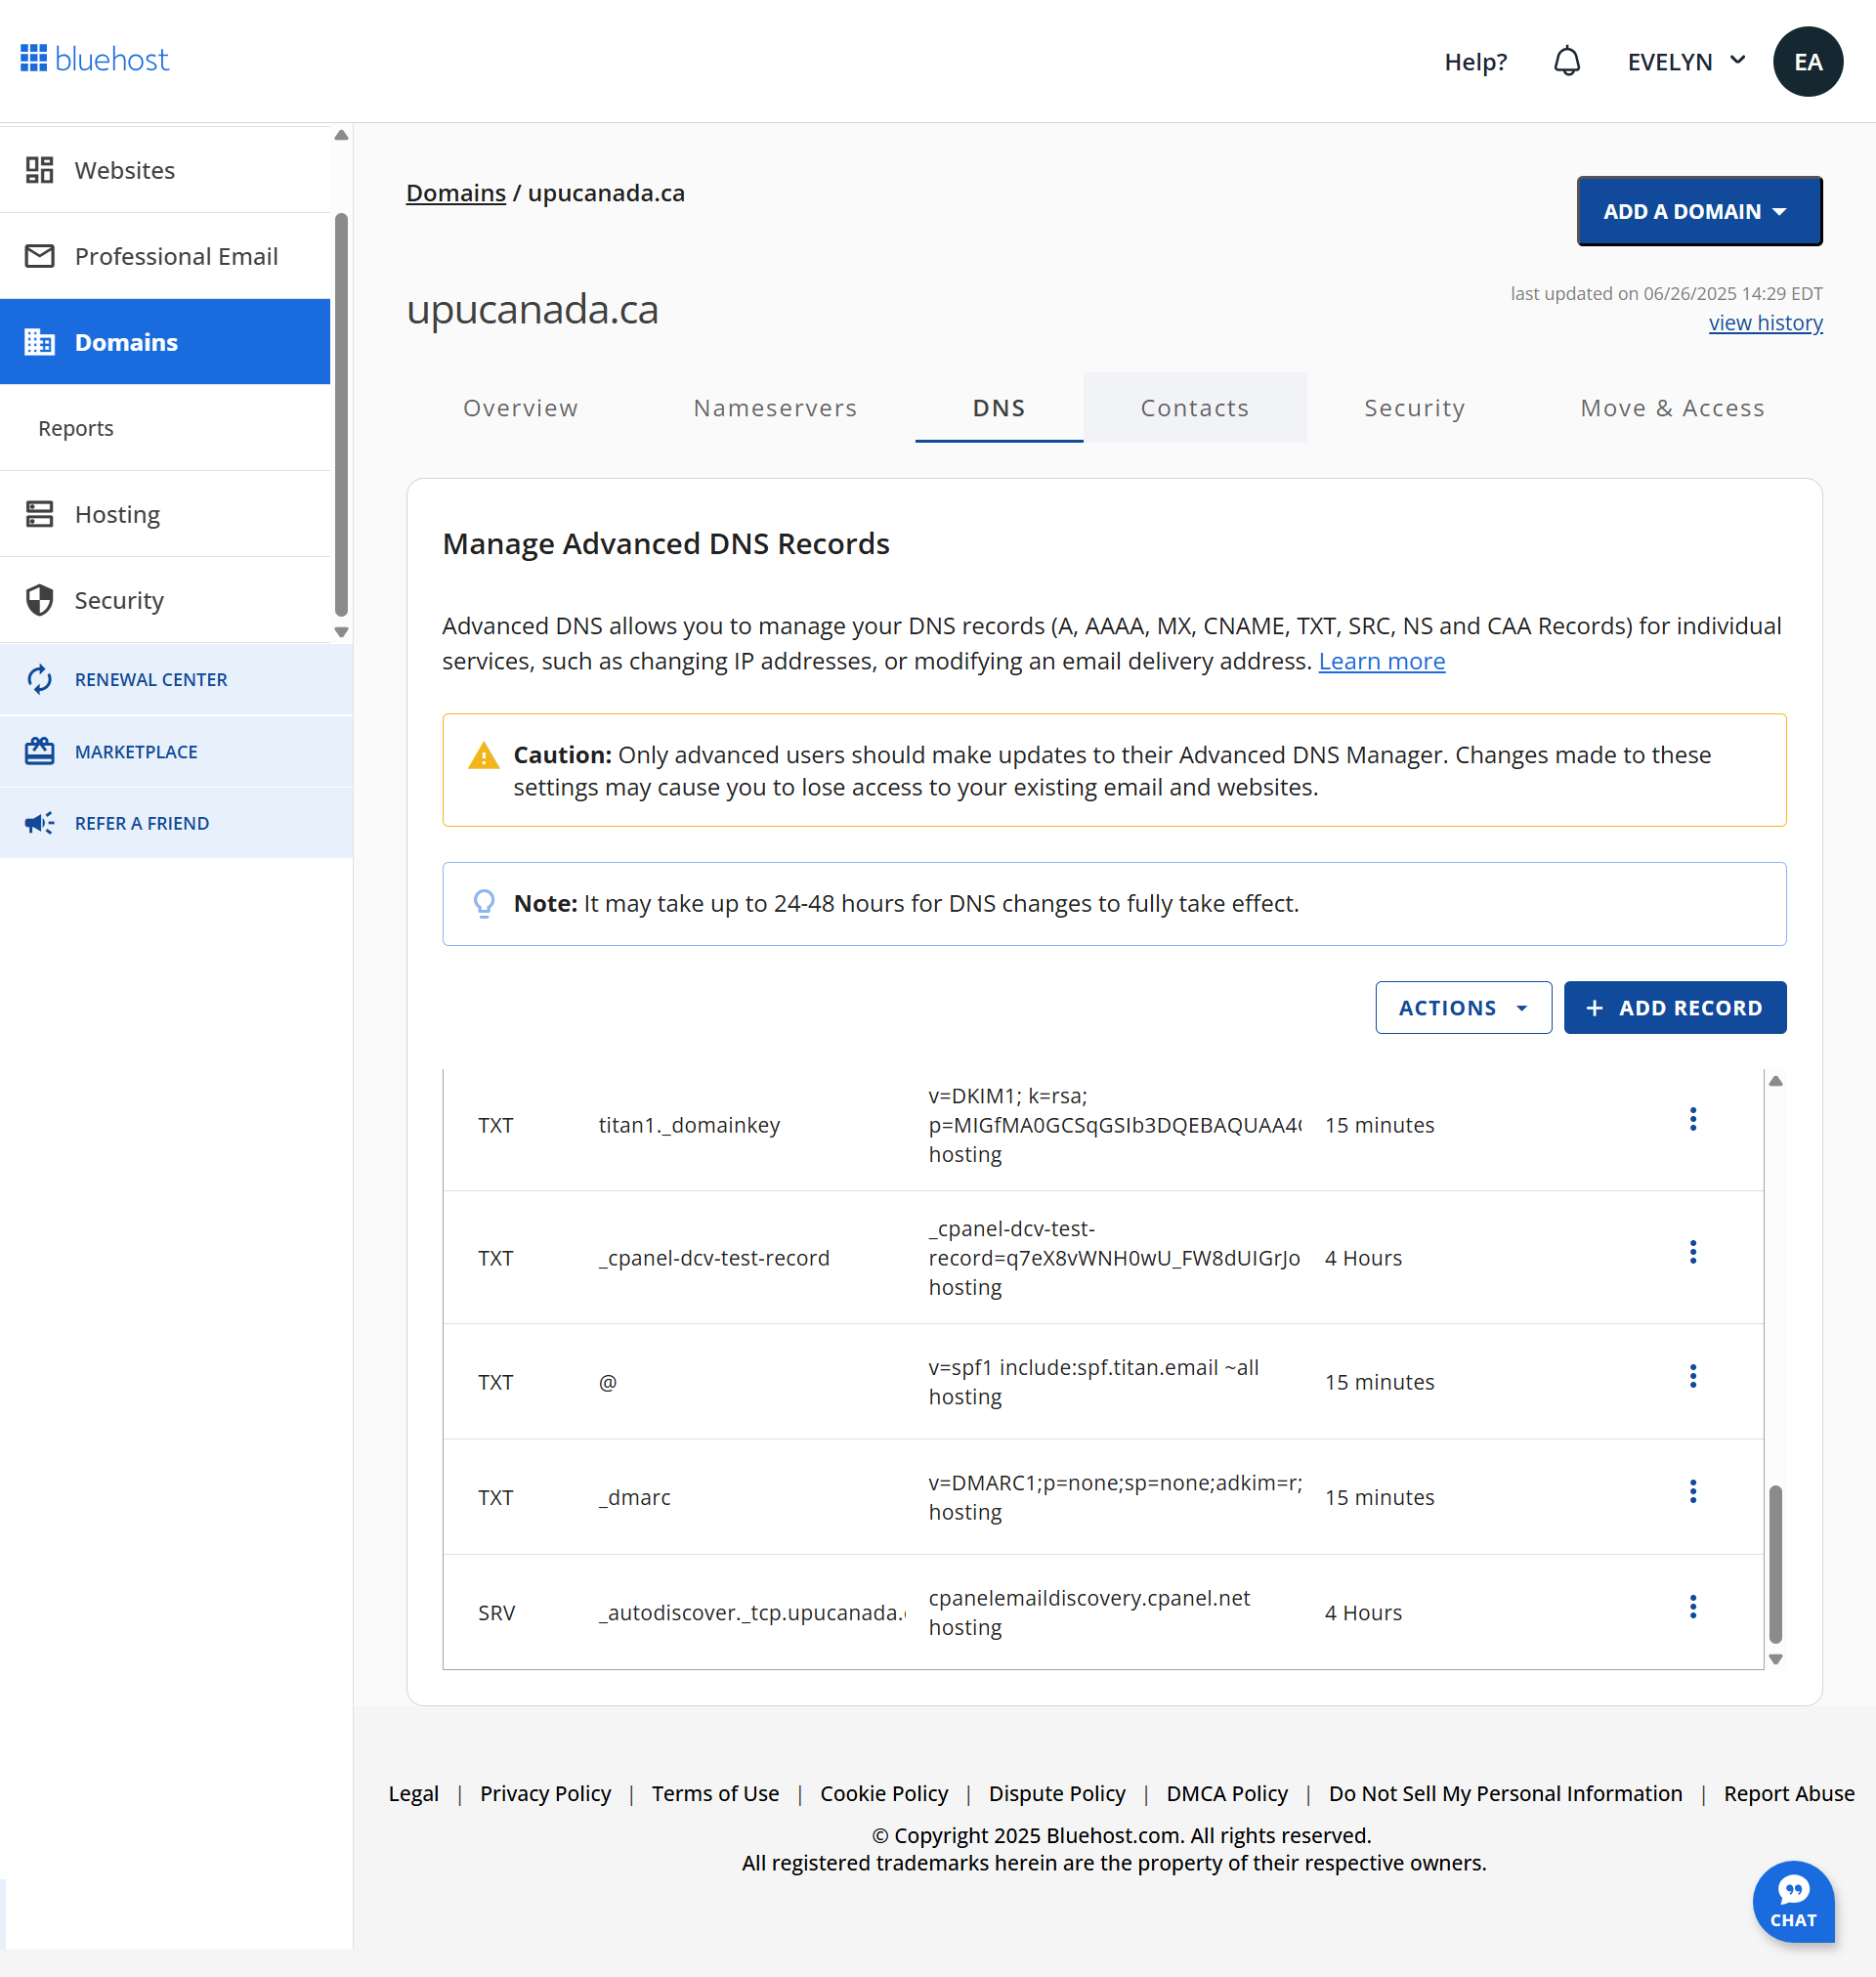 bluehost
Help?
EVELYN
EA
Websites
Professional Email
Domains
Reports
Hosting
Security
RENEWAL CENTER
MARKETPLACE
REFER A FRIEND
Domains / upucanada.ca
ADD A DOMAIN
upucanada.ca
last updated on 06/26/2025 14:29 EDT
view history
Overview
Nameservers
DNS
Contacts
Security
Move & Access
Manage Advanced DNS Records
Advanced DNS allows you to manage your DNS records (A, AAAA, MX, CNAME, TXT, SRC, NS and CAA Records) for individual
services, such as changing IP addresses, or modifying an email delivery address. Learn more
Caution: Only advanced users should make updates to their Advanced DNS Manager. Changes made to these
settings may cause you to lose access to your existing email and websites.
Note: It may take up to 24-48 hours for DNS changes to fully take effect.
ACTIONS
+ ADD RECORD
TXT
titan1._domainkey
v=DKIM1; k=rsa;
p=MIGfMA0GCSqGSIb3DQEBAQUAA4
hosting
15 minutes
TXT
_cpanel-dcv-test-record
_cpanel-dcv-test-
record=q7eX8vWNH0wU_FW8dUIGrJo
hosting
4 Hours
TXT
@
v=spf1 include:spf.titan.email ~all
hosting
15 minutes
TXT
_dmarc
v=DMARC1;p=none;sp=none;adkim=r;
hosting
15 minutes
SRV
_autodiscover._tcp.upucanada.
cpanelemaildiscovery.cpanel.net
hosting
4 Hours
Legal | Privacy Policy | Terms of Use | Cookie Policy | Dispute Policy | DMCA Policy | Do Not Sell My Personal Information | Report Abuse
© Copyright 2025 Bluehost.com. All rights reserved.
All registered trademarks herein are the property of their respective owners.
CHAT